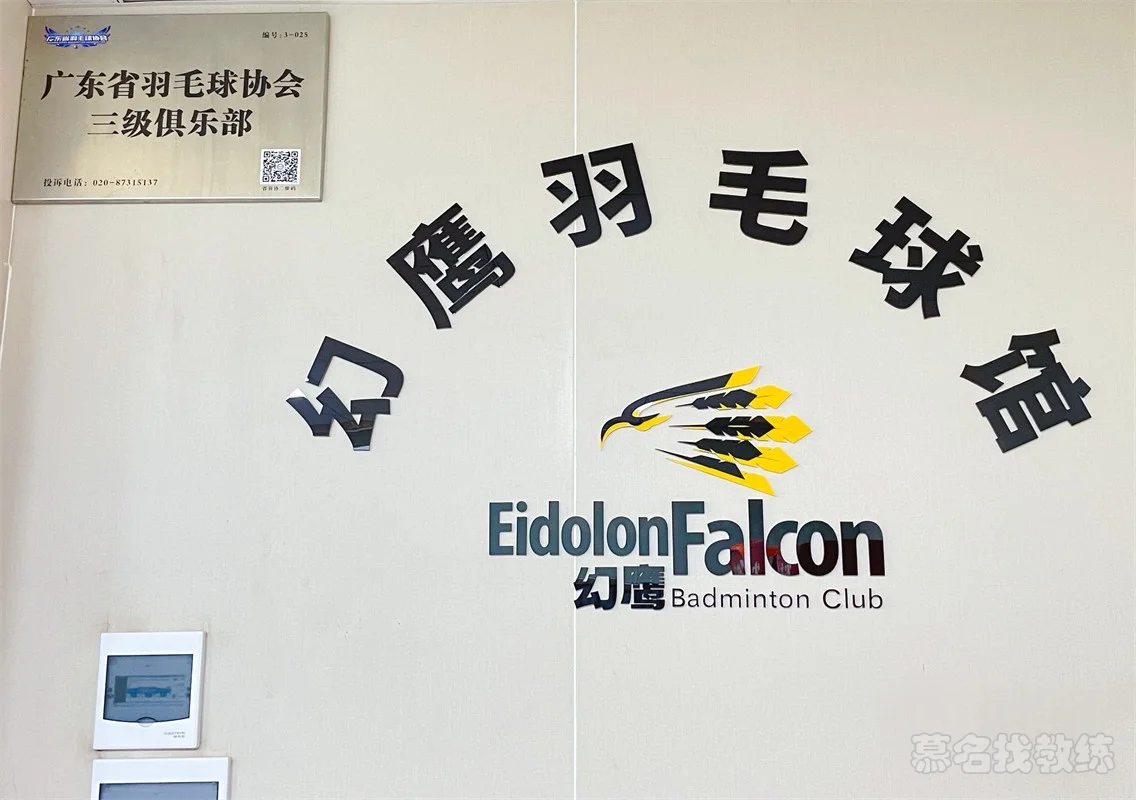 广东省羽毛球协会
编号:3-025
广东省羽毛球协会
三级俱乐部
投诉电话:020-87315137
幻鹰羽毛球馆
EidolonFalcon
幻鹰 Badminton Club
慕名找教练